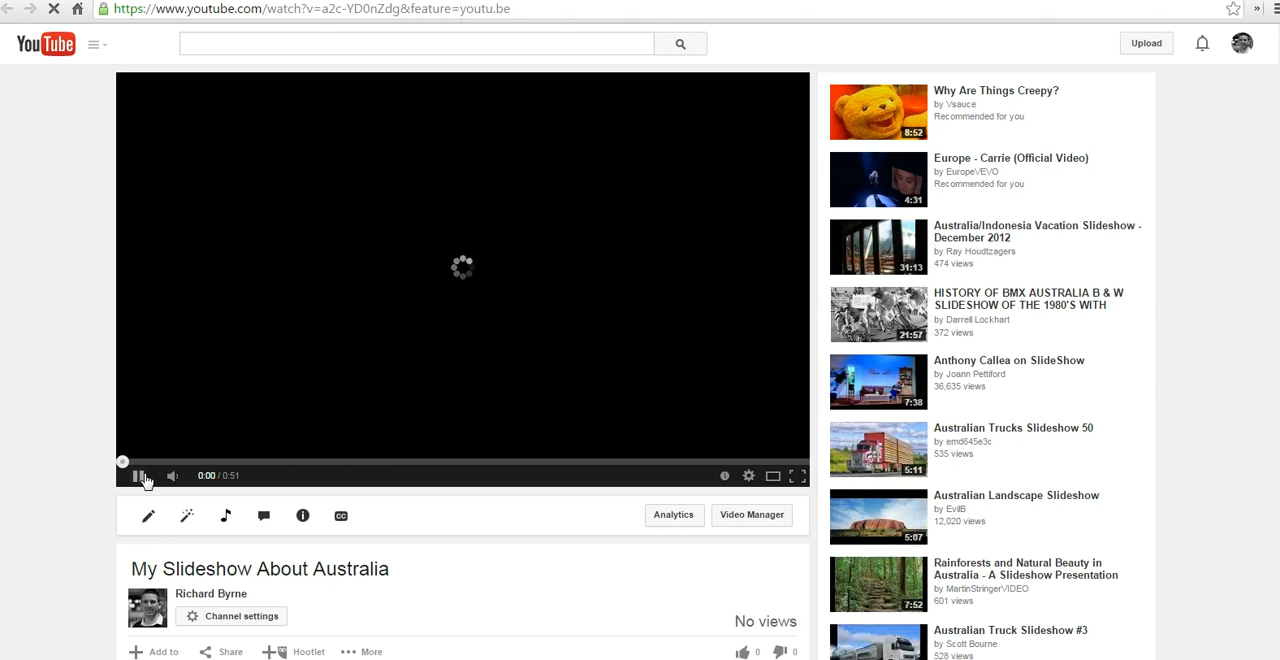 https://www.youtube.com/watch?v=a2c-YD0nZdg&feature=youtu.be
»
YouTube
Upload
Why Are Things Creepy?
by Vsauce
Recommended for you
8:52
Europe - Carrie (Official Video)
by EuropeVEVO
Recommended for you
4:31
Australia/Indonesia Vacation Slideshow -
December 2012
by Ray Houdtzagers
474 views
31:13
HISTORY OF BMX AUSTRALIA B & W
SLIDESHOW OF THE 1980'S WITH
by Darrell Lockhart
372 views
21:57
Anthony Callea on SlideShow
by Joann Pettiford
36,635 views
7:38
Australian Trucks Slideshow 50
by emd645e3c
535 views
5:11
Australian Landscape Slideshow
by EvilB
12,020 views
5:07
Rainforests and Natural Beauty in
Australia - A Slideshow Presentation
by MartinStringerVIDEO
601 views
7:52
Australian Truck Slideshow #3
by Scott Bourne
528 views
0:00 / 0:51
CC
Analytics
Video Manager
My Slideshow About Australia
Richard Byrne
Channel settings
No views
Add to
Share
Hootlet
More
0
0